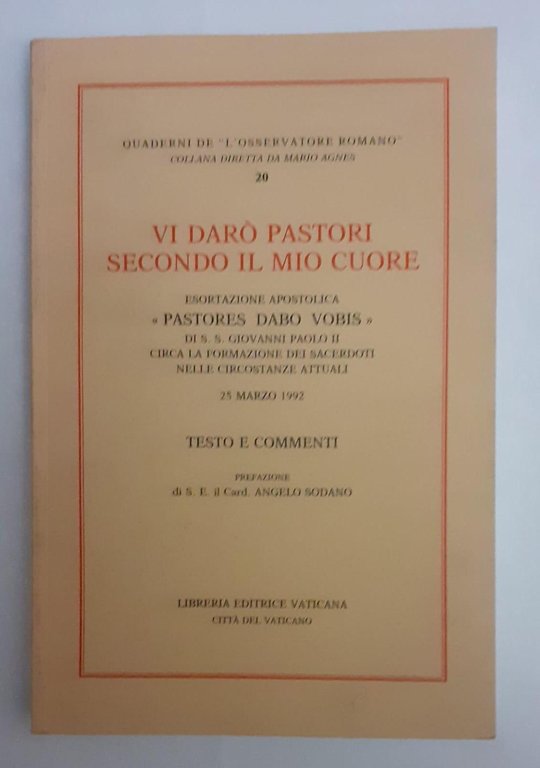 QUADERNI DE "L'OSSERVATORE ROMANO"
COLLANA DIRETTA DA MARIO AGNES
20
VI DARÒ PASTORI
SECONDO IL MIO CUORE
ESORTAZIONE APOSTOLICA
« PASTORES DABO VOBIS »
DI S. S. GIOVANNI PAOLO II
CIRCA LA FORMAZIONE DEI SACERDOTI
NELLE CIRCOSTANZE ATTUALI
25 MARZO 1992
TESTO E COMMENTI
PREFAZIONE
di S. E. il Card. ANGELO SODANO
LIBRERIA EDITRICE VATICANA
CITTÀ DEL VATICANO